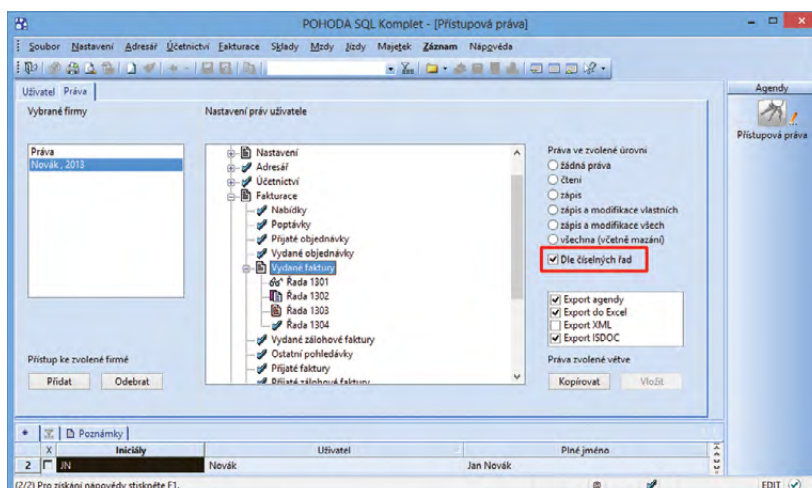 POHODA SQL Komplet - [Přístupová práva]
Soubor Nastavení Adresář Účetnictví Fakturace Sklady Mzdy Jízdy Majetek Záznam Nápověda
Uživatel Práva
Agendy
Přístupová práva
Vybrané firmy
Nastavení práv uživatele
Práva
Novák , 2013
Nastavení
Adresář
Účetnictví
Fakturace
Nabídky
Poptávky
Přijaté objednávky
Vydané objednávky
Vydané faktury
Řada 1301
Řada 1302
Řada 1303
Řada 1304
Vydané zálohové faktury
Ostatní pohledávky
Přijaté faktury
Přijaté zálohové faktury
Práva ve zvolené úrovni
žádná práva
čtení
zápis
zápis a modifikace vlastních
zápis a modifikace všech
všechna (včetně mazání)
Dle číselných řad
Export agendy
Export do Excel
Export XML
Export ISDOC
Přístup ke zvolené firmě
Přidat Odebrat
Práva zvolené větve
Kopírovat Vložit
Poznámky
X Iniciály Uživatel Plné jméno
2 JN Novák Jan Novák
(2/2) Pro získání nápovědy stiskněte F1.
EDIT